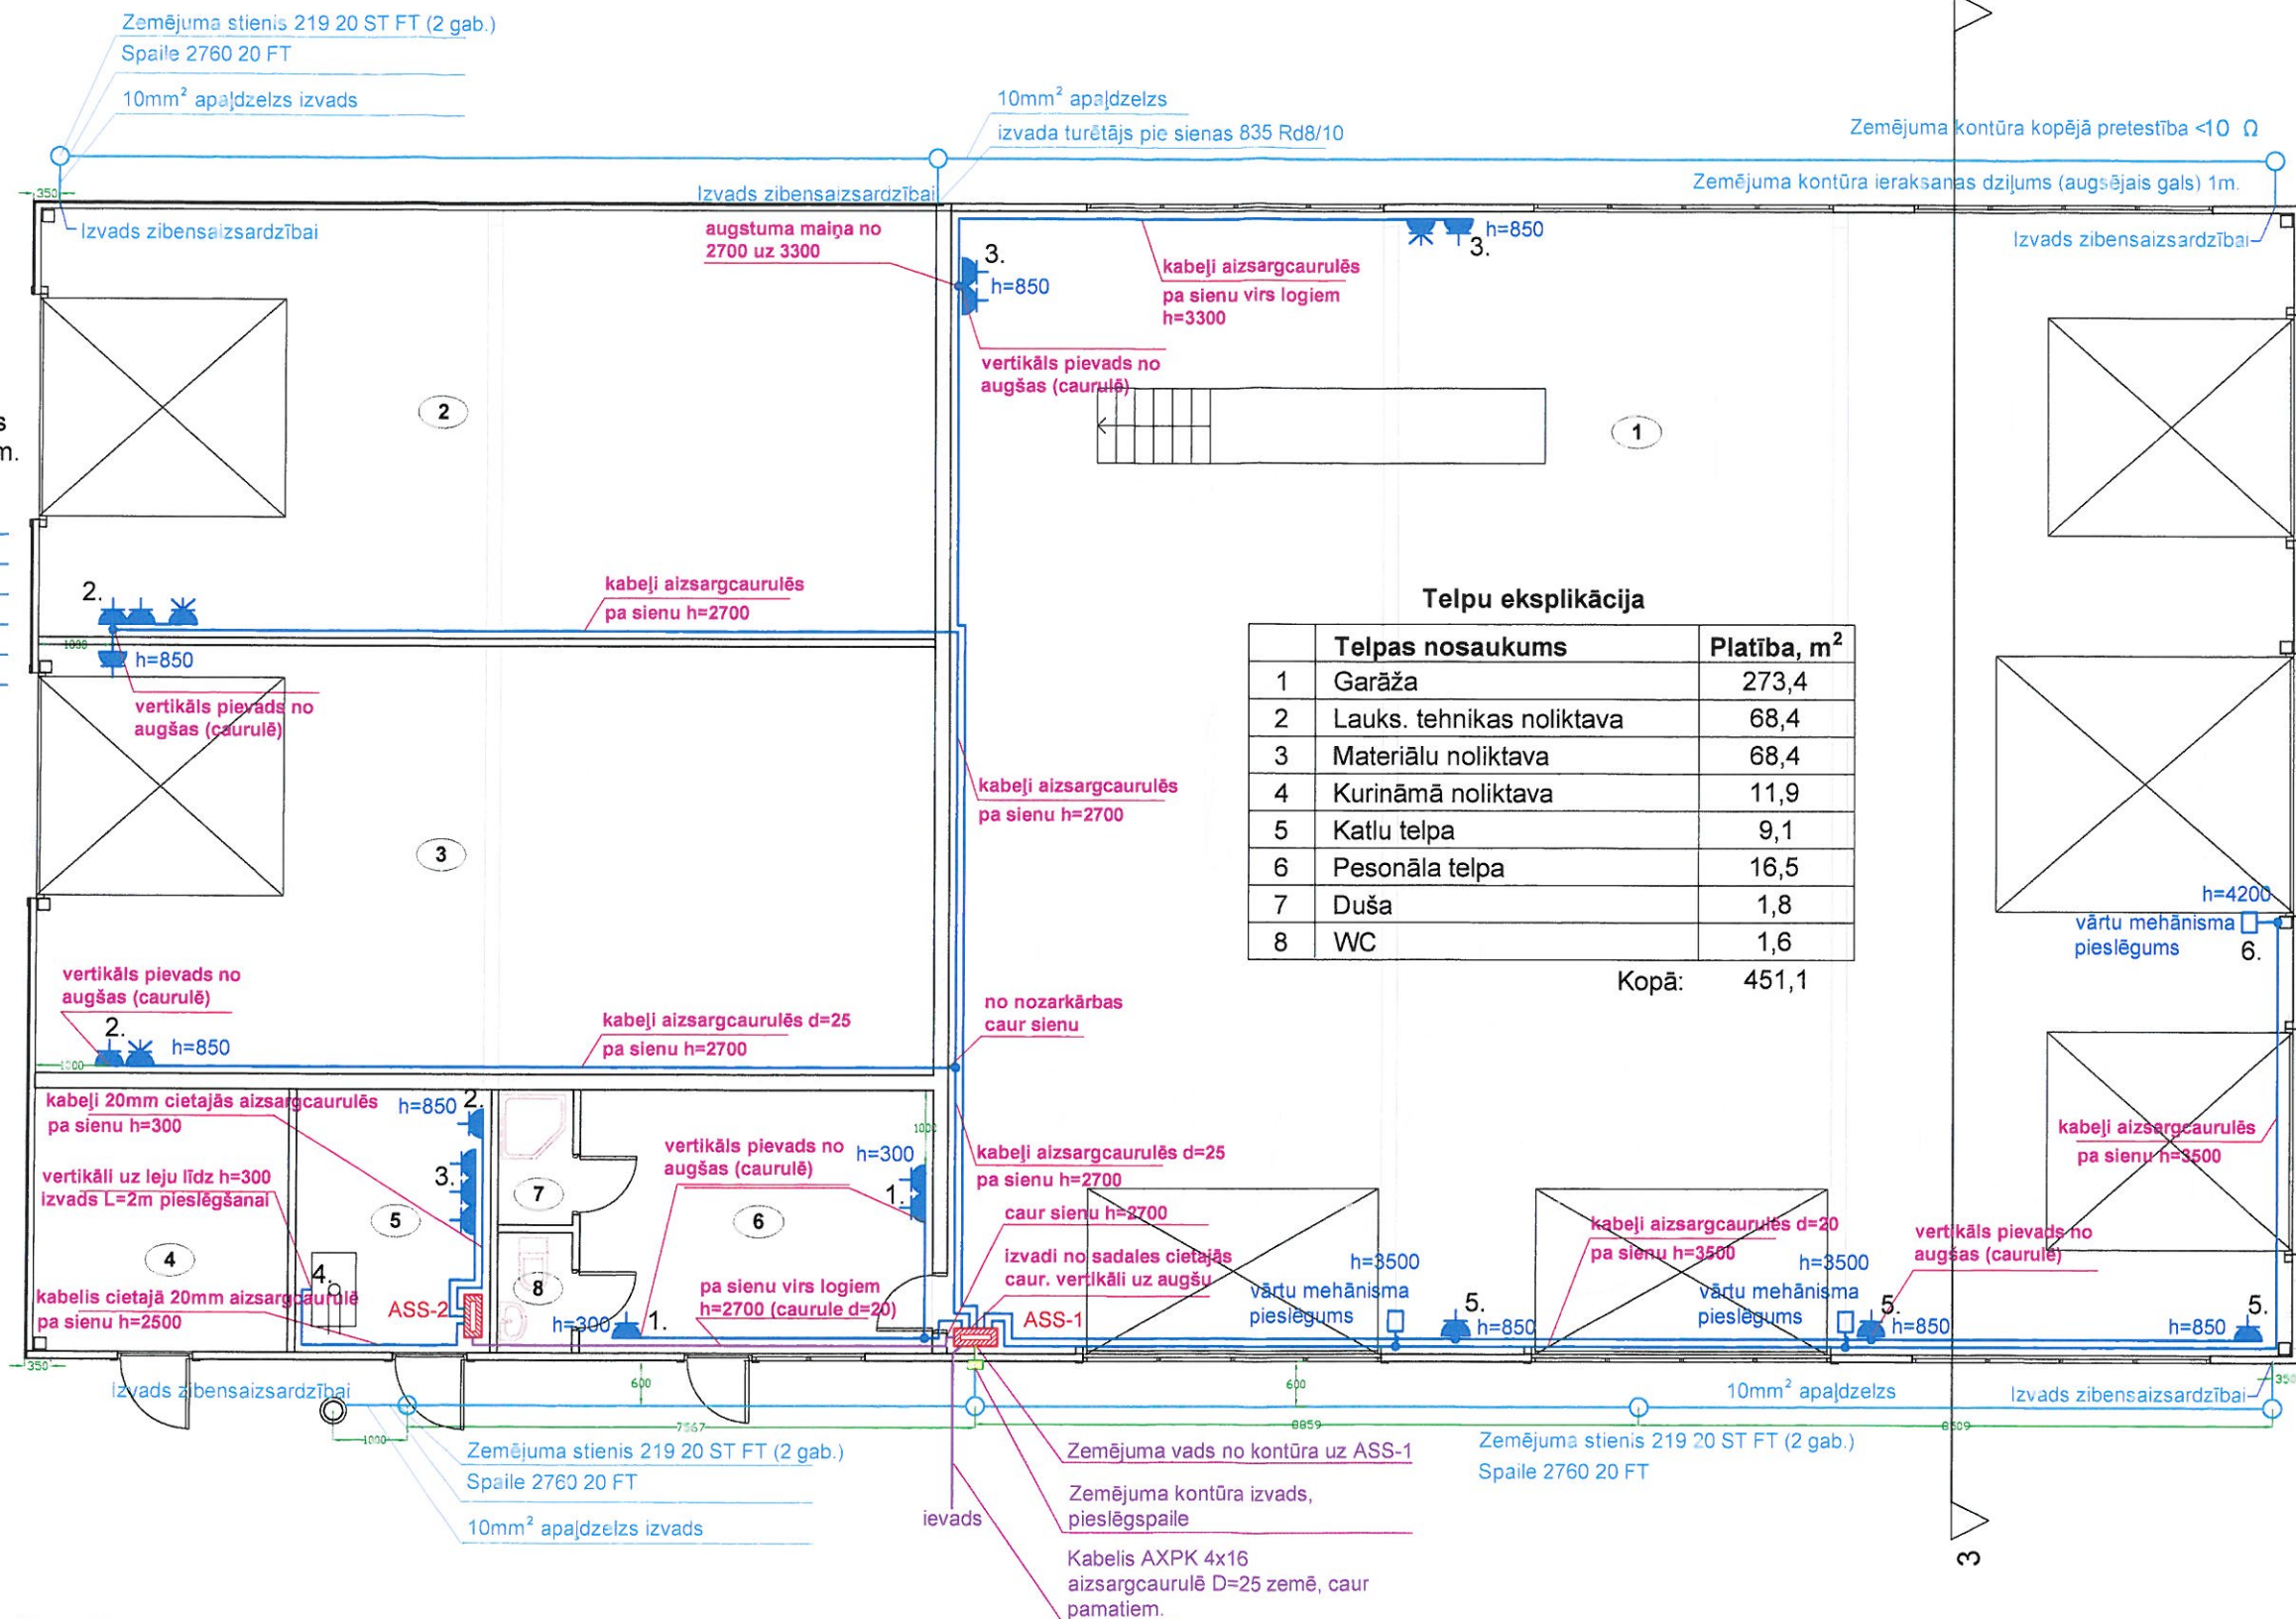 Zemējuma stienis 219 20 ST FT (2 gab.)
Spaile 2760 20 FT
10mm² apaļdzelzs izvads
10mm² apaļdzelzs
izvada turētājs pie sienas 835 Rd8/10
Zemējuma kontūra kopējā pretestība <10 Ω
Zemējuma kontūra ieraksanas dziļums (augsējais gals) 1m.
350
Izvads zibensaizsardzībai
Izvads zibensaizsardzībai
Izvads zibensaizsardzībai
augstuma maiņa no
2700 uz 3300
3.
h=850
h=850
3.
kabeļi aizsargcaurulēs
pa sienu virs logiem
h=3300
vertikāls pievads no
augšas (caurulē)
s
m.
2
1
2.
kabeļi aizsargcaurulēs
pa sienu h=2700
1000
h=850
vertikāls pievads no
augšas (caurulē)
Telpu eksplikācija
Telpas nosaukums Platība, m²
1 Garāža 273,4
2 Lauks. tehnikas noliktava 68,4
3 Materiālu noliktava 68,4
4 Kurināmā noliktava 11,9
5 Katlu telpa 9,1
6 Pesonāla telpa 16,5
7 Duša 1,8
8 WC 1,6
Kopā: 451,1
kabeļi aizsargcaurulēs
pa sienu h=2700
3
h=4200
vārtu mehānisma
pieslēgums
6.
vertikāls pievads no
augšas (caurulē)
2.
h=850
1000
kabeļi aizsargcaurulēs d=25
pa sienu h=2700
no nozarkārbas
caur sienu
kabeļi 20mm cietajās aizsargcaurulēs
pa sienu h=300
h=850
2.
vertikāli uz leju līdz h=300
izvads L=2m pieslēgšanai
3.
5
4
4.
kabelis cietajā 20mm aizsargcaurulē
pa sienu h=2500
ASS-2
7
8
vertikāls pievads no
augšas (caurulē)
h=300
1000
1.
6
pa sienu virs logiem
h=2700 (caurule d=20)
h=300
1.
kabeļi aizsargcaurulēs d=25
pa sienu h=2700
caur sienu h=2700
izvadi no sadales cietajās
caur. vertikāli uz augšu
ASS-1
h=3500
vārtu mehānisma
pieslēgums
5.
h=850
kabeļi aizsargcaurulēs d=20
pa sienu h=3500
h=3500
vārtu mehānisma
pieslēgums
5.
h=850
vertikāls pievads no
augšas (caurulē)
kabeļi aizsargcaurulēs
pa sienu h=3500
5.
h=850
350
Izvads zibensaizsardzībai
600
600
10mm² apaļdzelzs
Izvads zibensaizsardzībai
350
1000
7567
8859
8509
Zemējuma stienis 219 20 ST FT (2 gab.)
Spaile 2760 20 FT
10mm² apaļdzelzs izvads
ievads
Zemējuma vads no kontūra uz ASS-1
Zemējuma kontūra izvads,
pieslēgspaile
Kabelis AXPK 4x16
aizsargcaurulē D=25 zemē, caur
pamatiem.
Zemējuma stienis 219 20 ST FT (2 gab.)
Spaile 2760 20 FT
3